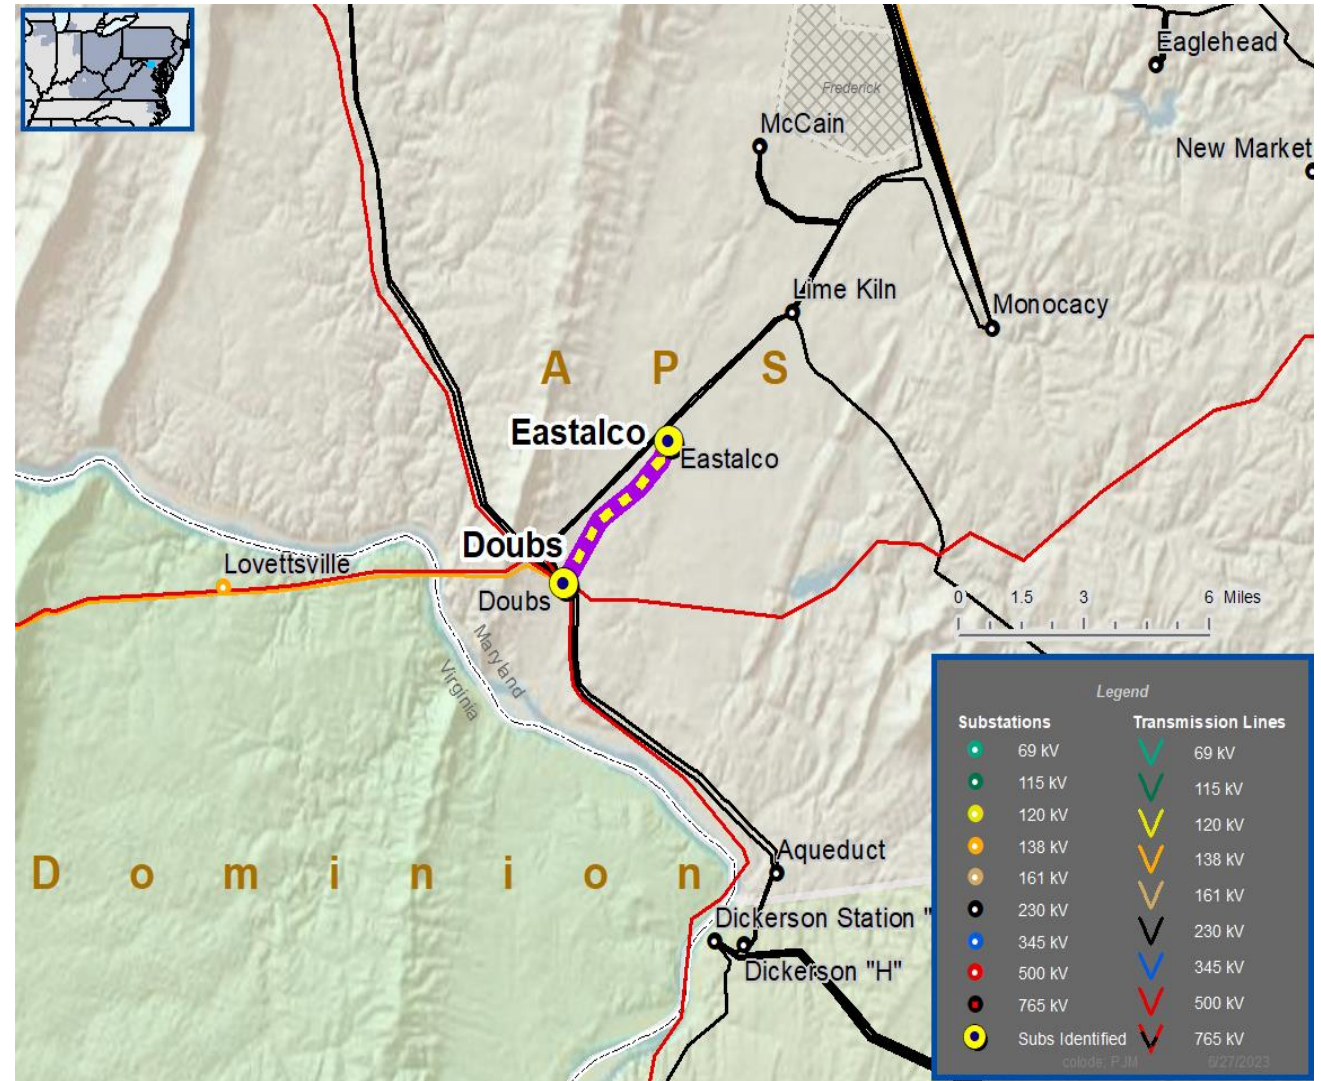 Eaglehead
Frederick
McCain
New Market
Lime Kiln
Monocacy
A P S
Eastalco
Eastalco
Doubs
Lovettsville
Doubs
0 1.5 3 6 Miles
Maryland
Virginia
Legend
Substations Transmission Lines
69 kV 69 kV
115 kV 115 kV
120 kV 120 kV
138 kV 138 kV
161 kV 161 kV
230 kV 230 kV
345 kV 345 kV
500 kV 500 kV
765 kV 765 kV
Subs Identified
colode, PJM 6/27/2023
Aqueduct
D o m i n i o n
Dickerson Station "
Dickerson "H"